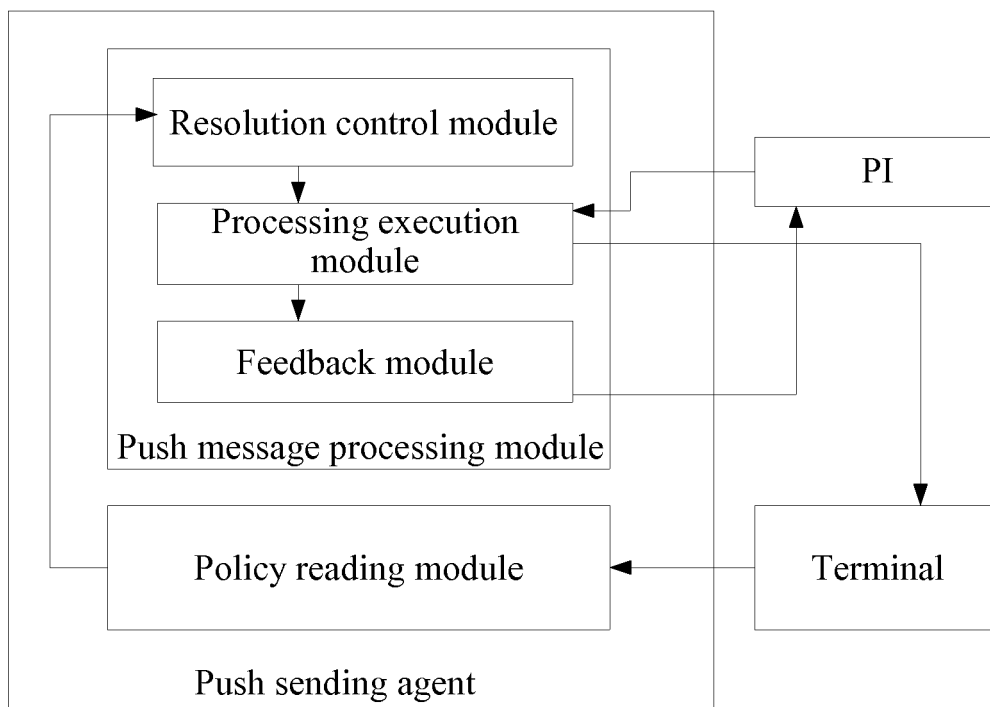 Resolution control module
PI
Processing execution
module
Feedback module
Push message processing module
Policy reading module
Terminal
Push sending agent